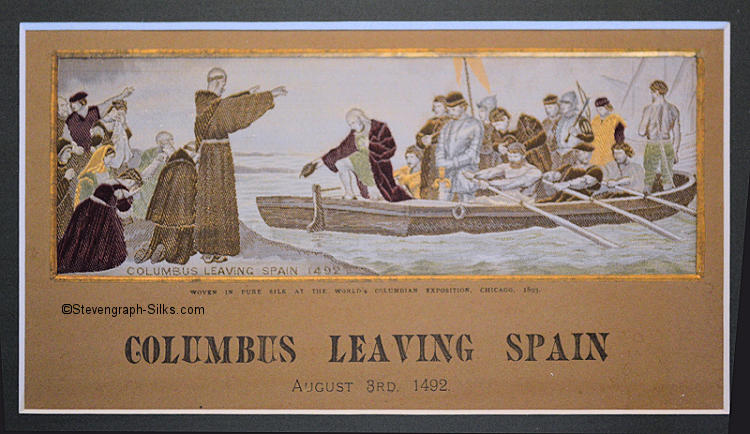 COLUMBUS LEAVING SPAIN 1492
WOVEN IN PURE SILK AT THE WORLD'S COLUMBIAN EXPOSITION, CHICAGO, 1893.
©Stevengraph-Silks.com
COLUMBUS LEAVING SPAIN
AUGUST 3RD, 1492.